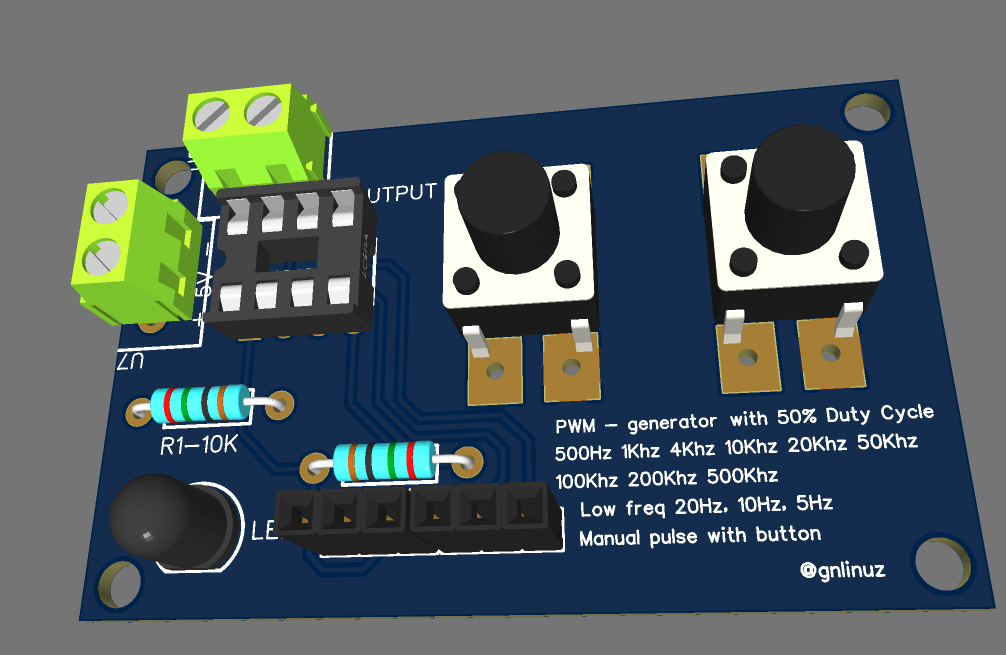 UTPUT
5V
R1-10K
LE
PWM - generator with 50% Duty Cycle
500Hz 1Khz 4Khz 10Khz 20Khz 50Khz
100Khz 200Khz 500Khz
Low freq 20Hz, 10Hz, 5Hz
Manual pulse with button
@gnlinuz